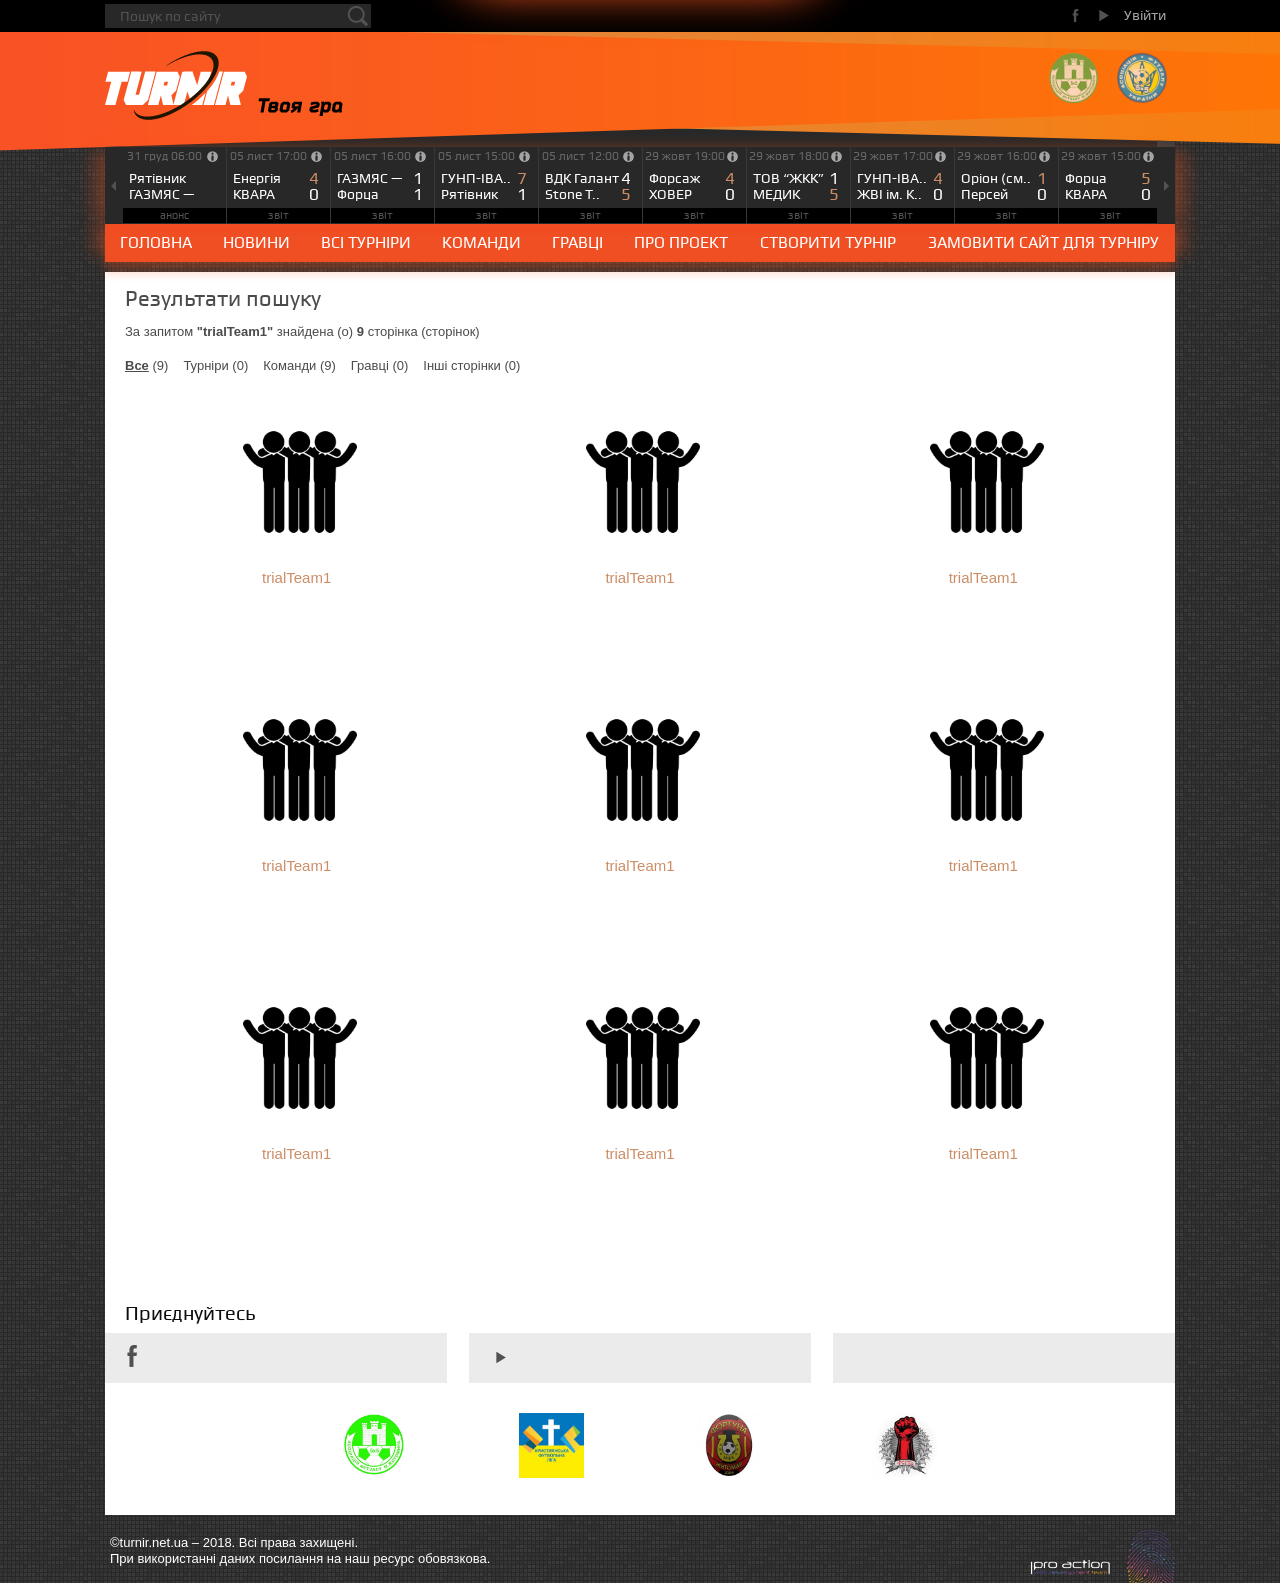 Пошук по сайту
Увійти
TURNIR
Твоя гра
31 груд 06:00
Рятівник
ГАЗМЯС —
анонс
05 лист 17:00
Енергія 4
КВАРА 0
звіт
05 лист 16:00
ГАЗМЯС — 1
Форца 1
звіт
05 лист 15:00
ГУНП-ІВА.. 7
Рятівник 1
звіт
05 лист 12:00
ВДК Галант 4
Stone T.. 5
звіт
29 жовт 19:00
Форсаж 4
ХОВЕР 0
звіт
29 жовт 18:00
ТОВ “ЖКК” 1
МЕДИК 5
звіт
29 жовт 17:00
ГУНП-ІВА.. 4
ЖВІ ім. К.. 0
звіт
29 жовт 16:00
Оріон (см.. 1
Персей 0
звіт
29 жовт 15:00
Форца 5
КВАРА 0
звіт
ГОЛОВНА НОВИНИ ВСІ ТУРНІРИ КОМАНДИ ГРАВЦІ ПРО ПРОЕКТ СТВОРИТИ ТУРНІР ЗАМОВИТИ САЙТ ДЛЯ ТУРНІРУ
Результати пошуку
За запитом "trialTeam1" знайдена (о) 9 сторінка (сторінок)
Все (9) Турніри (0) Команди (9) Гравці (0) Інші сторінки (0)
trialTeam1 trialTeam1 trialTeam1
trialTeam1 trialTeam1 trialTeam1
trialTeam1 trialTeam1 trialTeam1
Приєднуйтесь
ХРИСТИЯНСЬКА
ФУТБОЛЬНА
ЛІГА
ФОРТУНА
©turnir.net.ua – 2018. Всі права захищені.
При використанні даних посилання на наш ресурс обовязкова.
pro action